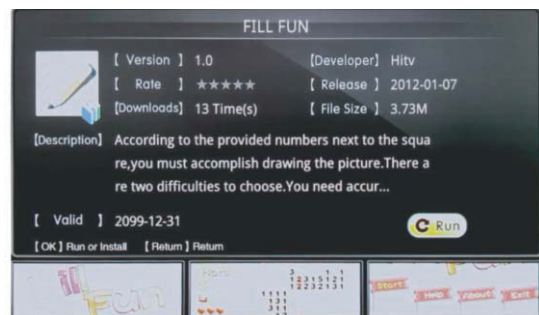 FILL FUN
【 Version 】 1.0 【Developer】 Hitv
【 Rate 】 ★★★★★ 【 Release 】 2012-01-07
【Downloads】 13 Time(s) 【 File Size 】 3.73M
【Description】 According to the provided numbers next to the squa
re,you must accomplish drawing the picture.There a
re two difficulties to choose.You need accur...
【 Valid 】 2099-12-31
Run
【OK】Run or Install 【Return】Return
Fun
Start Help About Exit